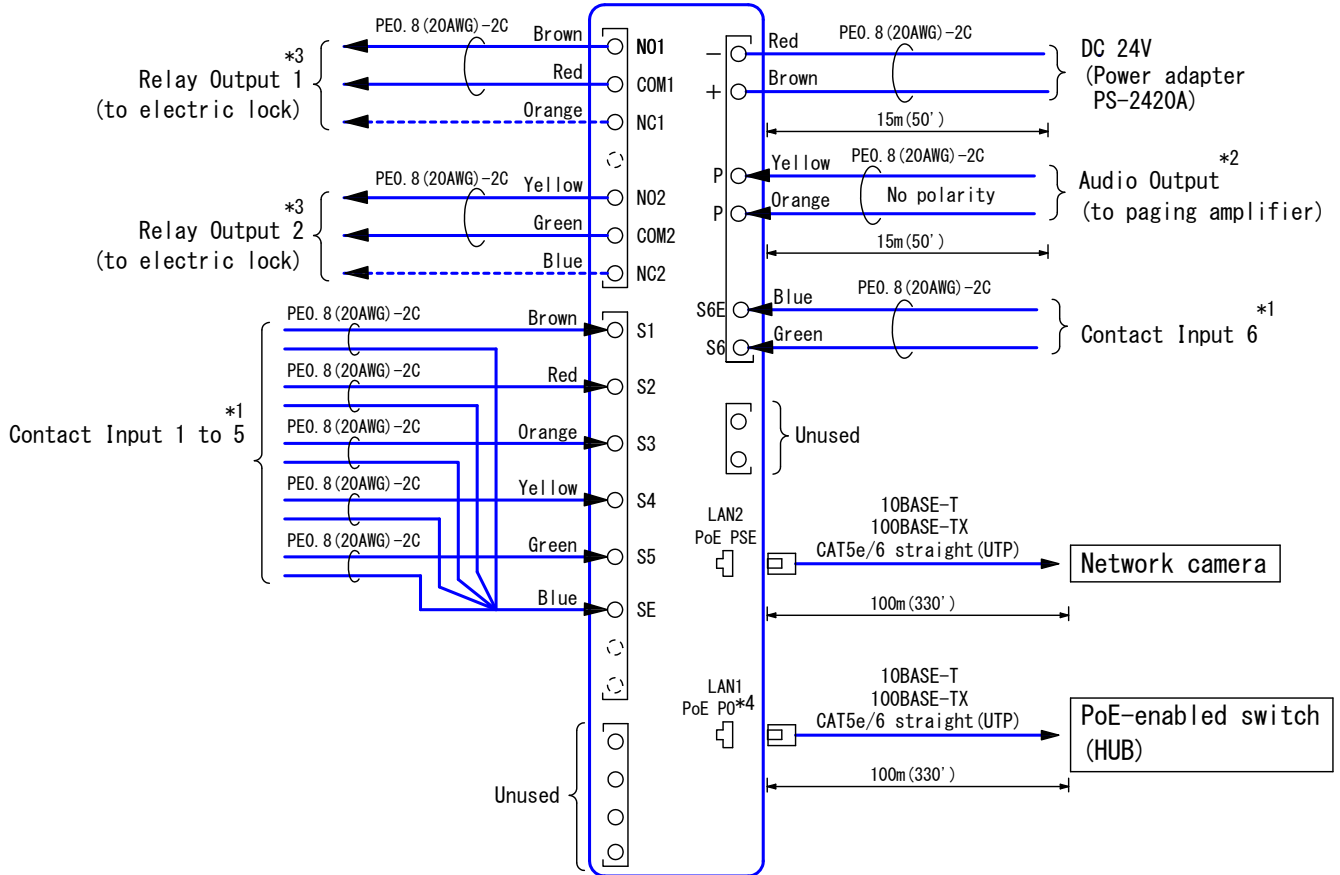 PE0.8(20AWG)-2C
Brown
NO1
Relay Output 1
*3
(to electric lock)
Red
COM1
Orange
NC1
PE0.8(20AWG)-2C
Yellow
NO2
Relay Output 2
*3
(to electric lock)
Green
COM2
Blue
NC2
Contact Input 1 to 5
*1
PE0.8(20AWG)-2C
Brown
S1
PE0.8(20AWG)-2C
Red
S2
PE0.8(20AWG)-2C
Orange
S3
PE0.8(20AWG)-2C
Yellow
S4
PE0.8(20AWG)-2C
Green
S5
Blue
SE
Unused
−
Red
PE0.8(20AWG)-2C
+
Brown
DC 24V
(Power adapter
PS-2420A)
15m(50')
P
Yellow
PE0.8(20AWG)-2C
P
Orange
No polarity
Audio Output
*2
(to paging amplifier)
15m(50')
S6E
Blue
PE0.8(20AWG)-2C
S6
Green
Contact Input 6
*1
Unused
LAN2
PoE PSE
10BASE-T
100BASE-TX
CAT5e/6 straight(UTP)
Network camera
100m(330')
LAN1
PoE PD*4
10BASE-T
100BASE-TX
CAT5e/6 straight(UTP)
PoE-enabled switch
(HUB)
100m(330')